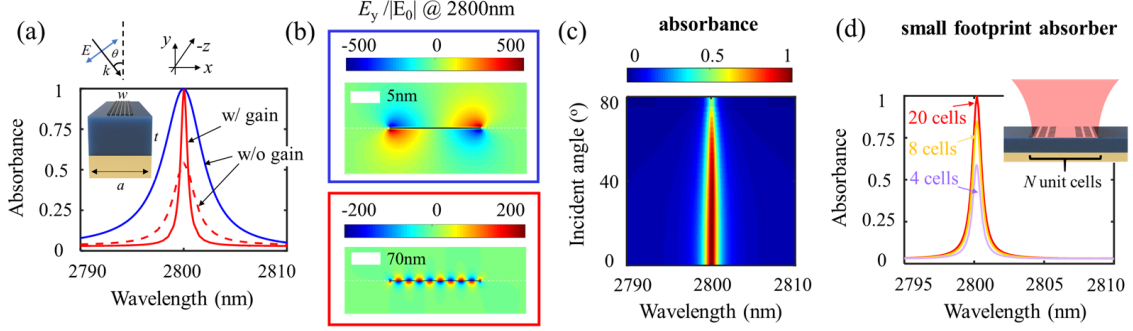 (a)
E
θ
k
y
-z
x
w
t
a
w/ gain
w/o gain
Absorbance
1
0.75
0.5
0.25
0
2790
2800
2810
Wavelength (nm)
(b)
Ey /|E0| @ 2800nm
-500
0
500
5nm
-200
0
200
70nm
(c)
absorbance
0
0.5
1
Incident angle (°)
80
40
0
2790
2800
2810
Wavelength (nm)
(d)
small footprint absorber
20 cells
8 cells
4 cells
N unit cells
Absorbance
1
0.75
0.5
0.25
0
2795
2800
2805
2810
Wavelength (nm)